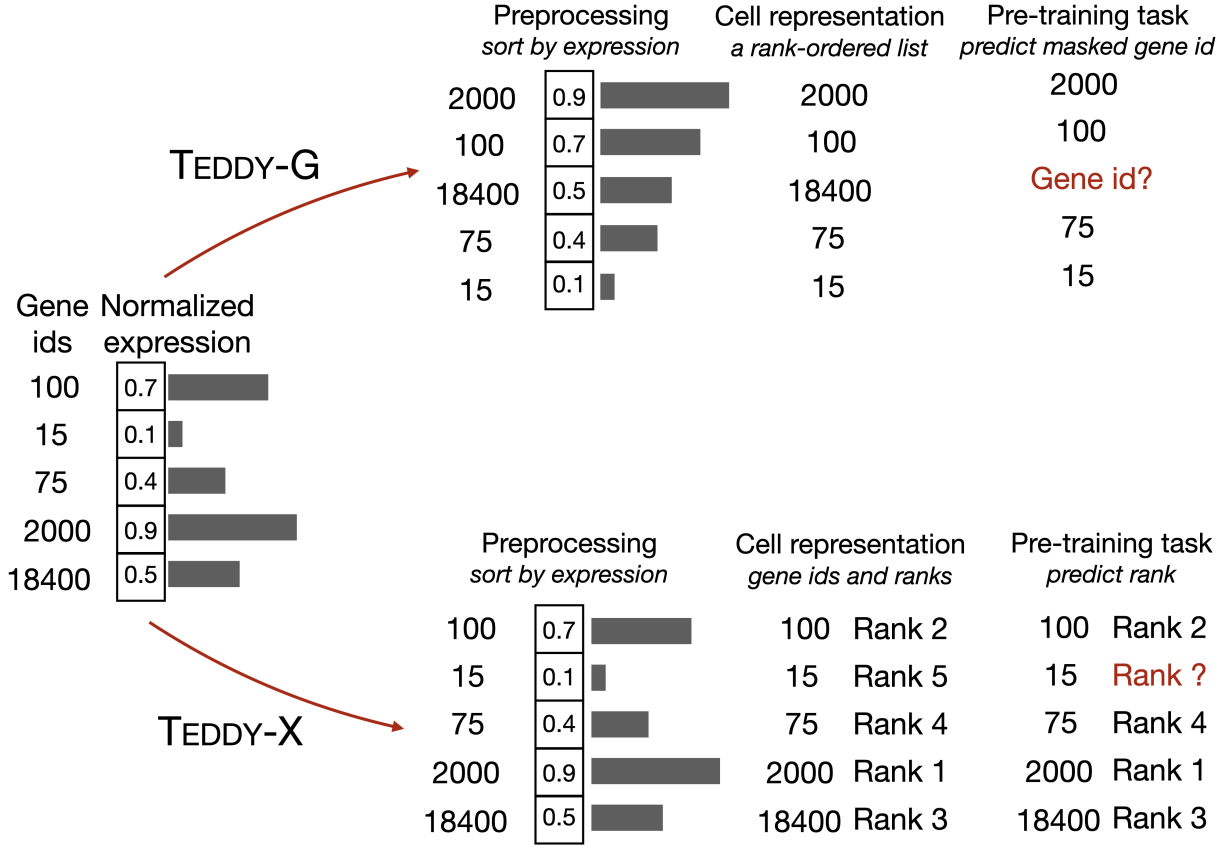 Preprocessing Cell representation Pre-training task
sort by expression a rank-ordered list predict masked gene id
2000 0.9 2000 2000
100 0.7 100 100
18400 0.5 18400 Gene id?
75 0.4 75 75
15 0.1 15 15
TEDDY-G
Gene Normalized
ids expression
100 0.7
15 0.1
75 0.4
2000 0.9
18400 0.5
TEDDY-X
Preprocessing Cell representation Pre-training task
sort by expression gene ids and ranks predict rank
100 0.7 100 Rank 2 100 Rank 2
15 0.1 15 Rank 5 15 Rank ?
75 0.4 75 Rank 4 75 Rank 4
2000 0.9 2000 Rank 1 2000 Rank 1
18400 0.5 18400 Rank 3 18400 Rank 3